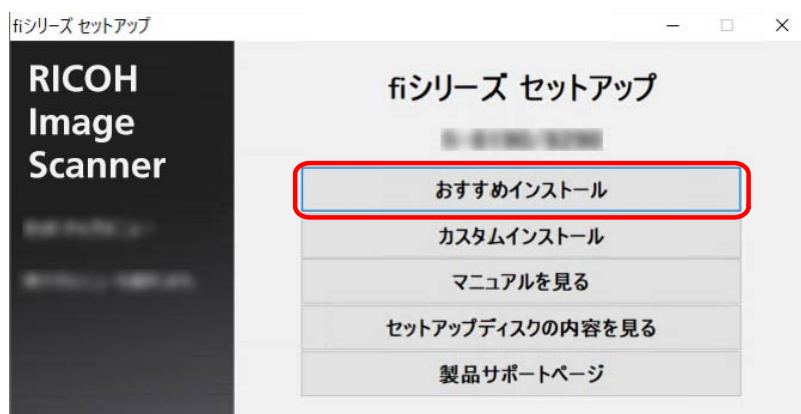 fiシリーズ セットアップ
RICOH
Image
Scanner
fiシリーズ セットアップ
おすすめインストール
カスタムインストール
マニュアルを見る
セットアップディスクの内容を見る
製品サポートページ